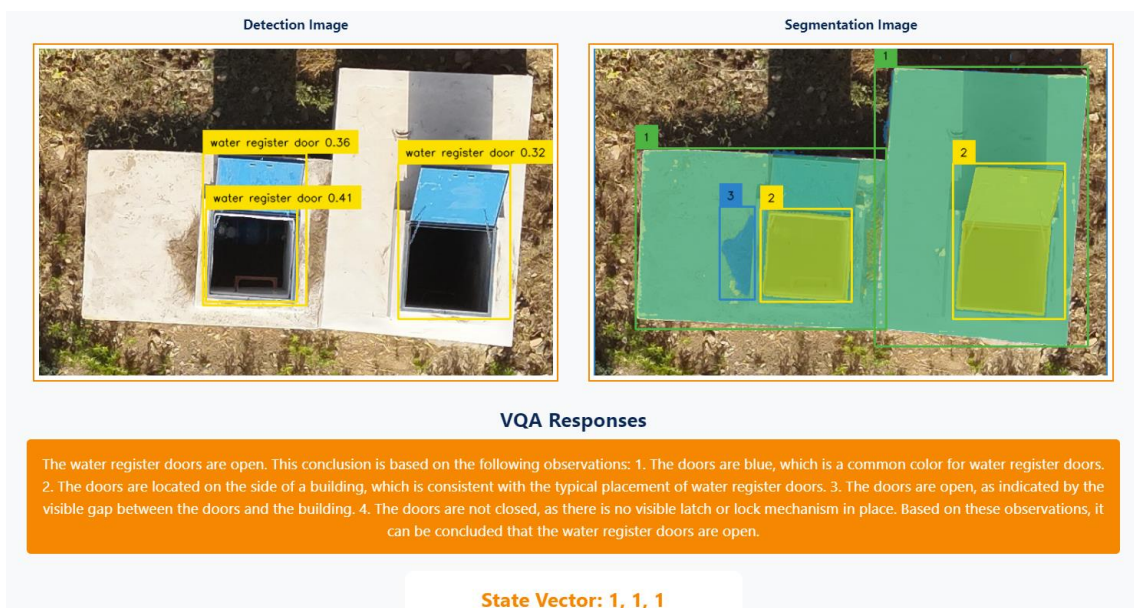 Detection Image
Segmentation Image
water register door 0.36
water register door 0.32
water register door 0.41
1
1
2
3
2
VQA Responses
The water register doors are open. This conclusion is based on the following observations: 1. The doors are blue, which is a common color for water register doors.
2. The doors are located on the side of a building, which is consistent with the typical placement of water register doors. 3. The doors are open, as indicated by the
visible gap between the doors and the building. 4. The doors are not closed, as there is no visible latch or lock mechanism in place. Based on these observations, it
can be concluded that the water register doors are open.
State Vector: 1, 1, 1